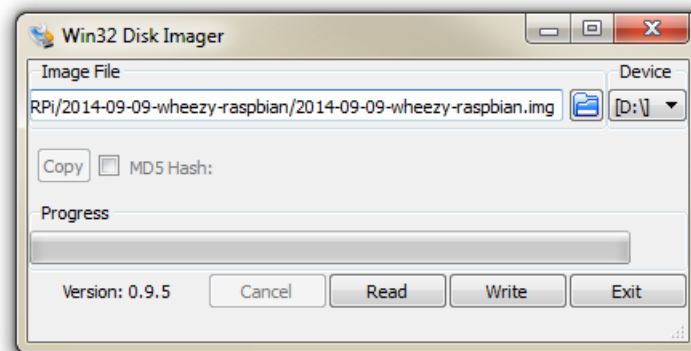 Win32 Disk Imager
Image File
Device
RPi/2014-09-09-wheezy-raspbian/2014-09-09-wheezy-raspbian.img
[D:\]
Copy
MD5 Hash:
Progress
Version: 0.9.5
Cancel
Read
Write
Exit